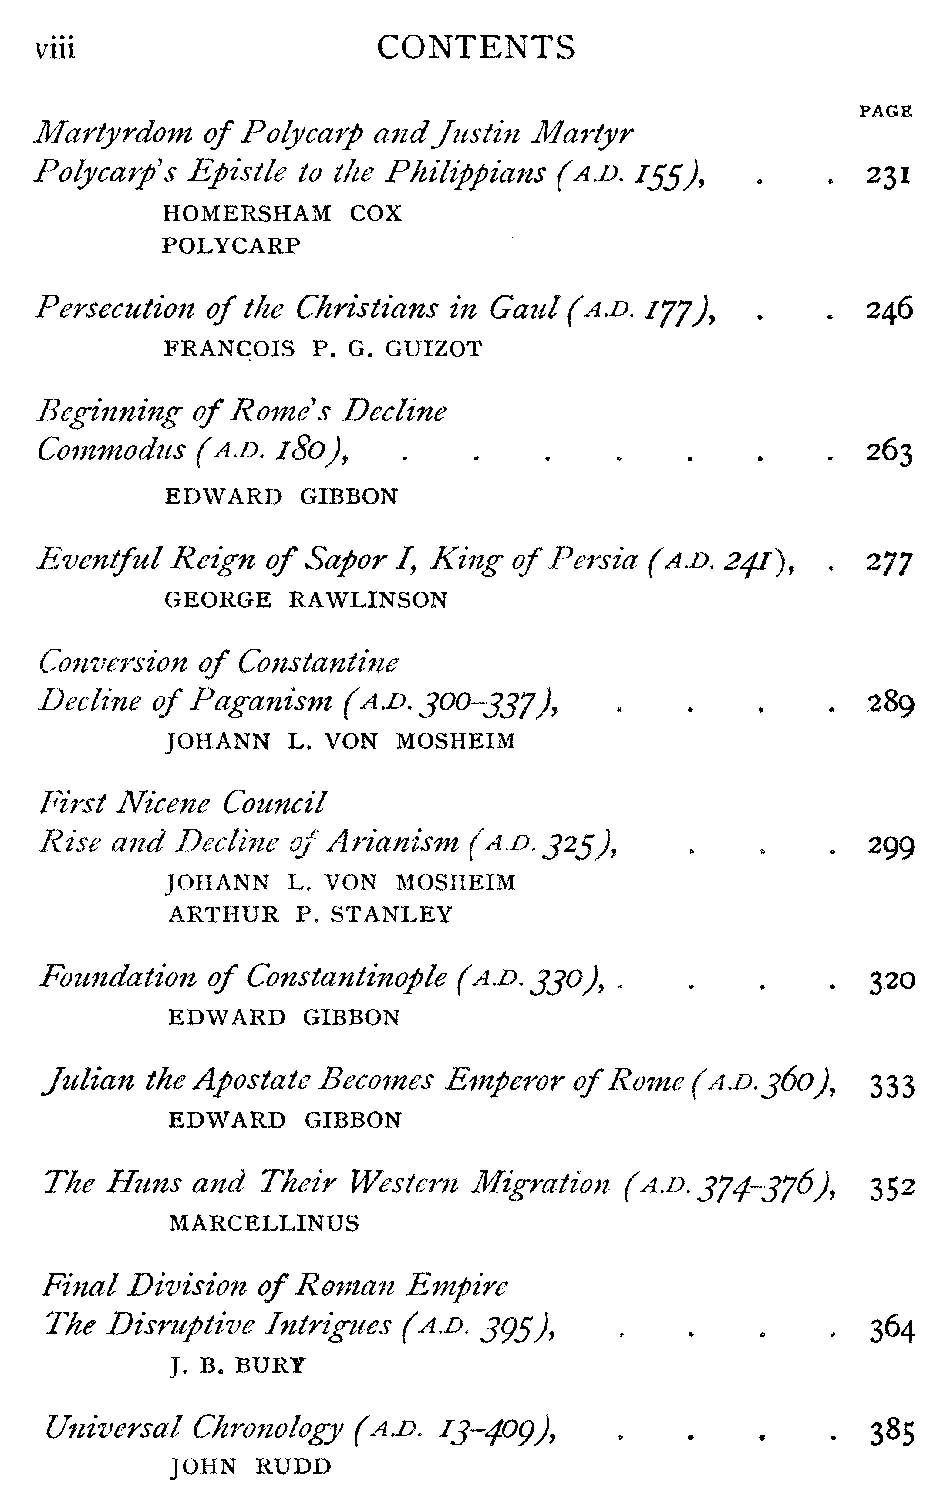 viii CONTENTS
PAGE
Martyrdom of Polycarp and Justin Martyr
Polycarp's Epistle to the Philippians (A.D. 155), . . 231
HOMERSHAM COX
POLYCARP
Persecution of the Christians in Gaul (A.D. 177), . . 246
FRANÇOIS P. G. GUIZOT
Beginning of Rome's Decline
Commodus (A.D. 180), . . . . . . . 263
EDWARD GIBBON
Eventful Reign of Sapor I, King of Persia (A.D. 241), . 277
GEORGE RAWLINSON
Conversion of Constantine
Decline of Paganism (A.D. 300–337), . . . . 289
JOHANN L. VON MOSHEIM
First Nicene Council
Rise and Decline of Arianism (A.D. 325), . . . 299
JOHANN L. VON MOSHEIM
ARTHUR P. STANLEY
Foundation of Constantinople (A.D. 330), . . . . 320
EDWARD GIBBON
Julian the Apostate Becomes Emperor of Rome (A.D. 360), 333
EDWARD GIBBON
The Huns and Their Western Migration (A.D. 374–376), 352
MARCELLINUS
Final Division of Roman Empire
The Disruptive Intrigues (A.D. 395), . . . . 364
J. B. BURY
Universal Chronology (A.D. 13–409), . . . . 385
JOHN RUDD